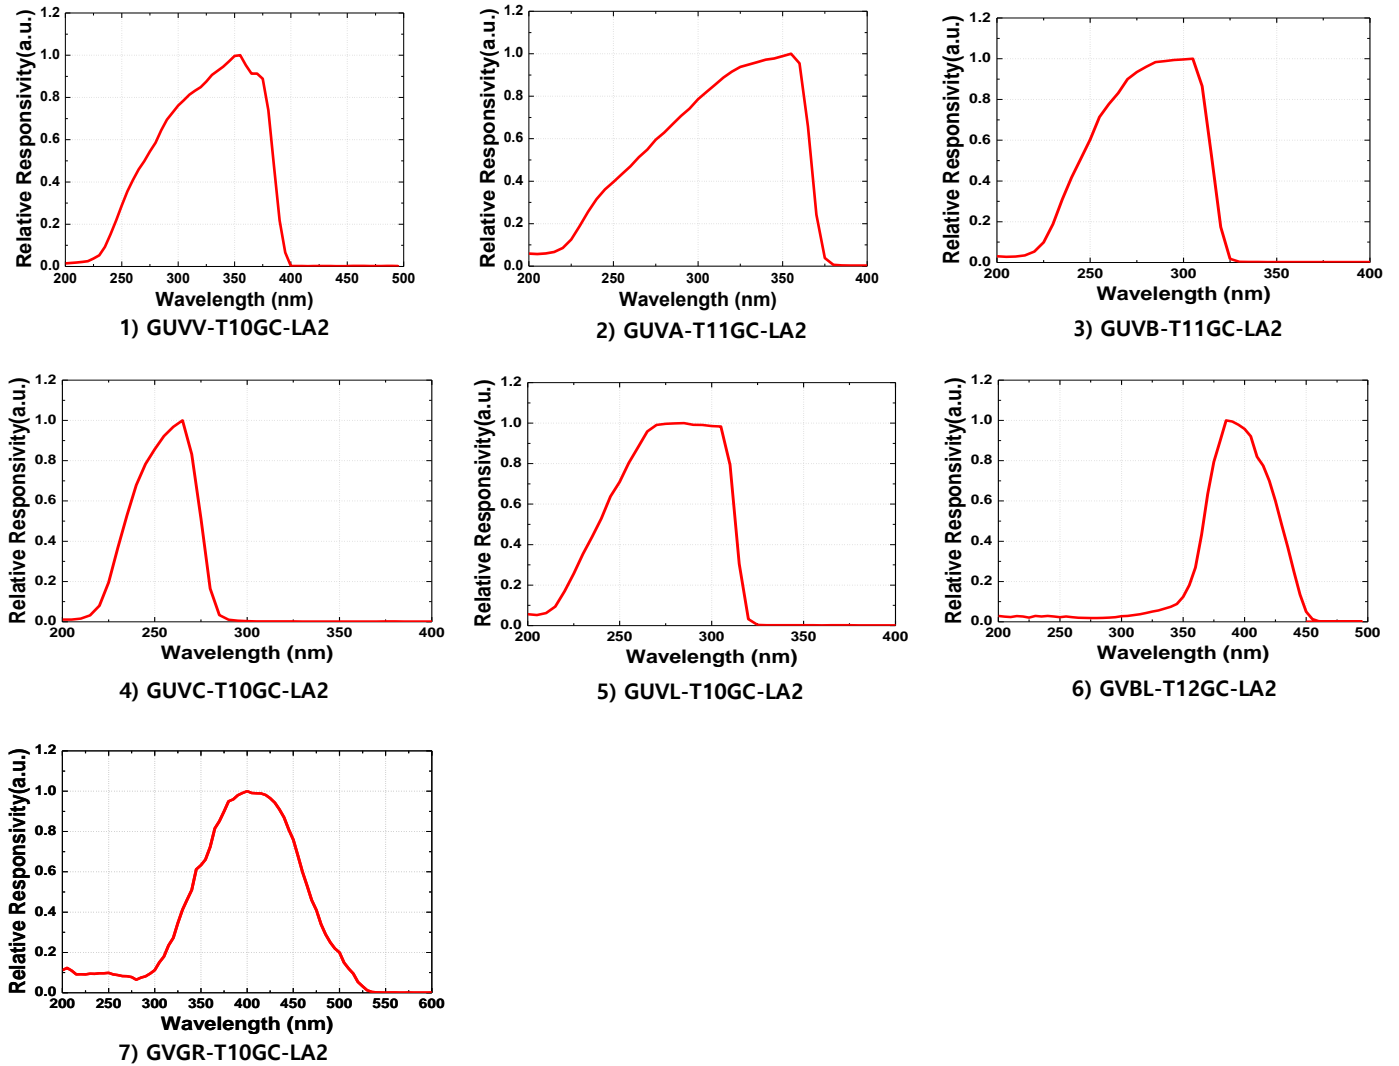 Relative Responsivity(a.u.)
1.2
1.0
0.8
0.6
0.4
0.2
0.0
200 250 300 350 400 450 500
Wavelength (nm)
1) GUVV-T10GC-LA2
Relative Responsivity(a.u.)
1.2
1.0
0.8
0.6
0.4
0.2
0.0
200 250 300 350 400
Wavelength (nm)
2) GUVA-T11GC-LA2
Relative Responsivity(a.u.)
1.2
1.0
0.8
0.6
0.4
0.2
0.0
200 250 300 350 400
Wavelength (nm)
3) GUVB-T11GC-LA2
Relative Responsivity(a.u.)
1.2
1.0
0.8
0.6
0.4
0.2
0.0
200 250 300 350 400
Wavelength (nm)
4) GUVC-T10GC-LA2
Relative Responsivity(a.u.)
1.2
1.0
0.8
0.6
0.4
0.2
0.0
200 250 300 350 400
Wavelength (nm)
5) GUVL-T10GC-LA2
Relative Responsivity(a.u.)
1.2
1.0
0.8
0.6
0.4
0.2
0.0
200 250 300 350 400 450 500
Wavelength (nm)
6) GVBL-T12GC-LA2
Relative Responsivity(a.u.)
1.2
1.0
0.8
0.6
0.4
0.2
0.0
200 250 300 350 400 450 500 550 600
Wavelength (nm)
7) GVGR-T10GC-LA2